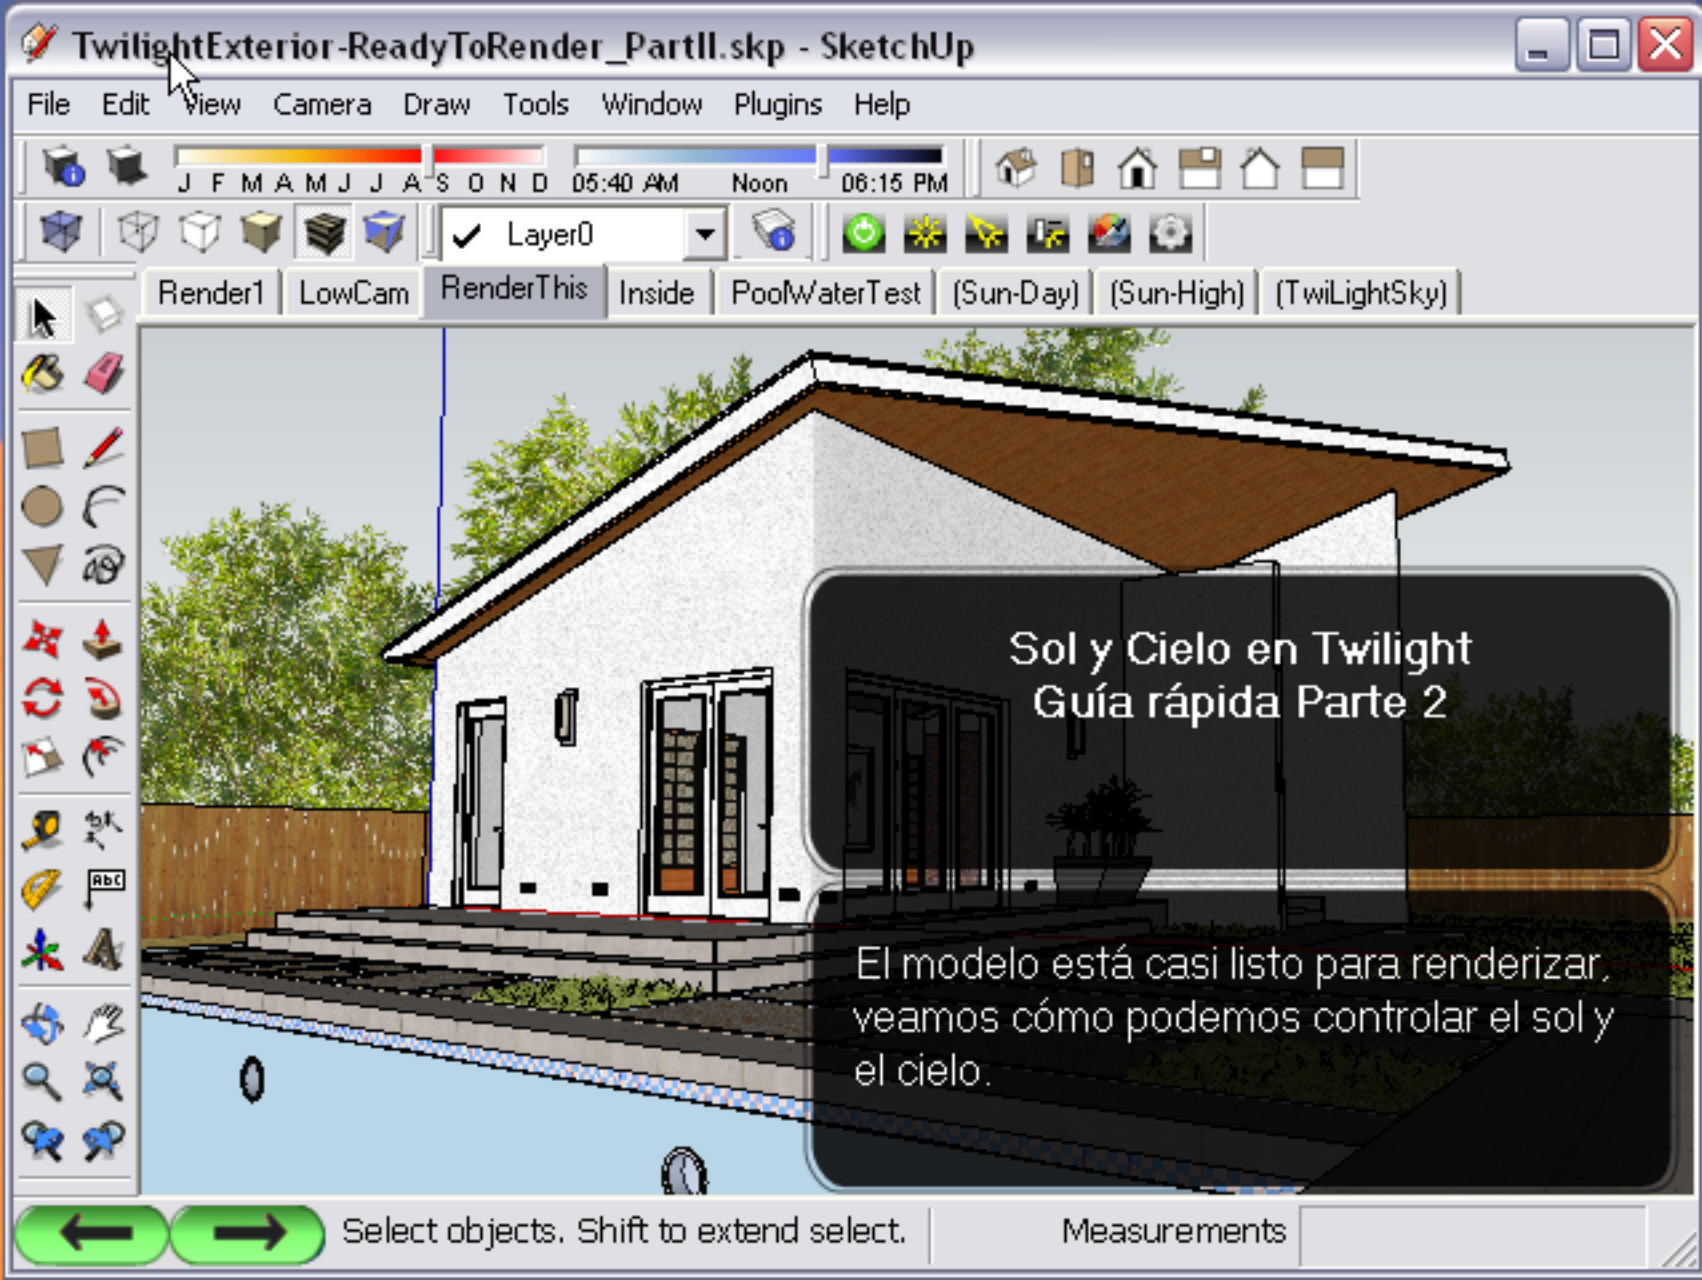 TwilightExterior-ReadyToRender_PartII.skp - SketchUp
File Edit View Camera Draw Tools Window Plugins Help
J F M A M J J A S O N D 05:40 AM Noon 06:15 PM
Layer0
Render1 LowCam RenderThis Inside PoolWaterTest (Sun-Day) (Sun-High) (TwiLightSky)
Sol y Cielo en Twilight
Guía rápida Parte 2
ABC
El modelo está casi listo para renderizar,
veamos cómo podemos controlar el sol y
el cielo.
Select objects. Shift to extend select. Measurements